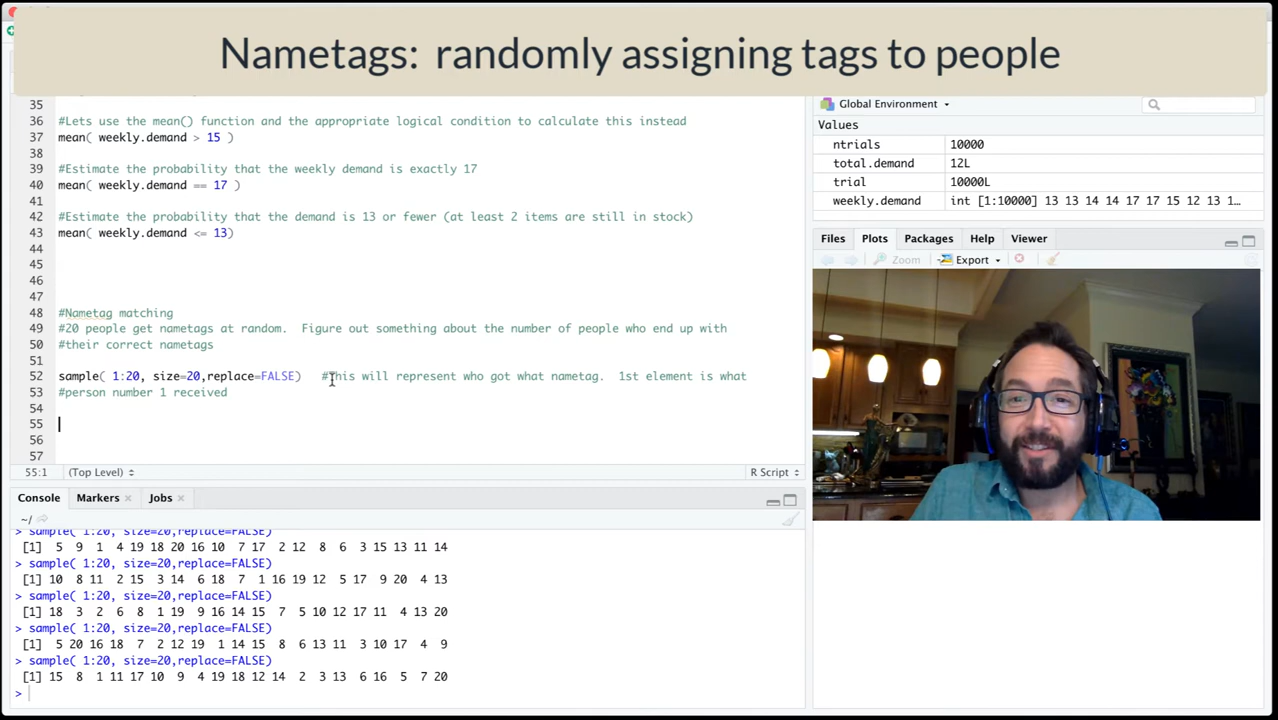 Nametags: randomly assigning tags to people
35
36 #Lets use the mean() function and the appropriate logical condition to calculate this instead
37 mean( weekly.demand > 15 )
38
39 #Estimate the probability that the weekly demand is exactly 17
40 mean( weekly.demand == 17 )
41
42 #Estimate the probability that the demand is 13 or fewer (at least 2 items are still in stock)
43 mean( weekly.demand <= 13)
44
45
46
47
48 #Nametag matching
49 #20 people get nametags at random.  Figure out something about the number of people who end up with
50 #their correct nametags
51
52 sample( 1:20, size=20,replace=FALSE)   #This will represent who got what nametag.  1st element is what
53 #person number 1 received
54
55
56
57
55:1 (Top Level) R Script
Console Markers Jobs
~/
> sample( 1:20, size=20,replace=FALSE)
[1]  5  9  1  4 19 18 20 16 10  7 17  2 12  8  6  3 15 13 11 14
> sample( 1:20, size=20,replace=FALSE)
[1] 10  8 11  2 15  3 14  6 18  7  1 16 19 12  5 17  9 20  4 13
> sample( 1:20, size=20,replace=FALSE)
[1] 18  3  2  6  8  1 19  9 16 14 15  7  5 10 12 17 11  4 13 20
> sample( 1:20, size=20,replace=FALSE)
[1]  5 20 16 18  7  2 12 19  1 14 15  8  6 13 11  3 10 17  4  9
> sample( 1:20, size=20,replace=FALSE)
[1] 15  8  1 11 17 10  9  4 19 18 12 14  2  3 13  6 16  5  7 20
>
Global Environment
Values
ntrials 10000
total.demand 12L
trial 10000L
weekly.demand int [1:10000] 13 13 14 14 17 17 15 12 13 1…
Files Plots Packages Help Viewer
Zoom Export